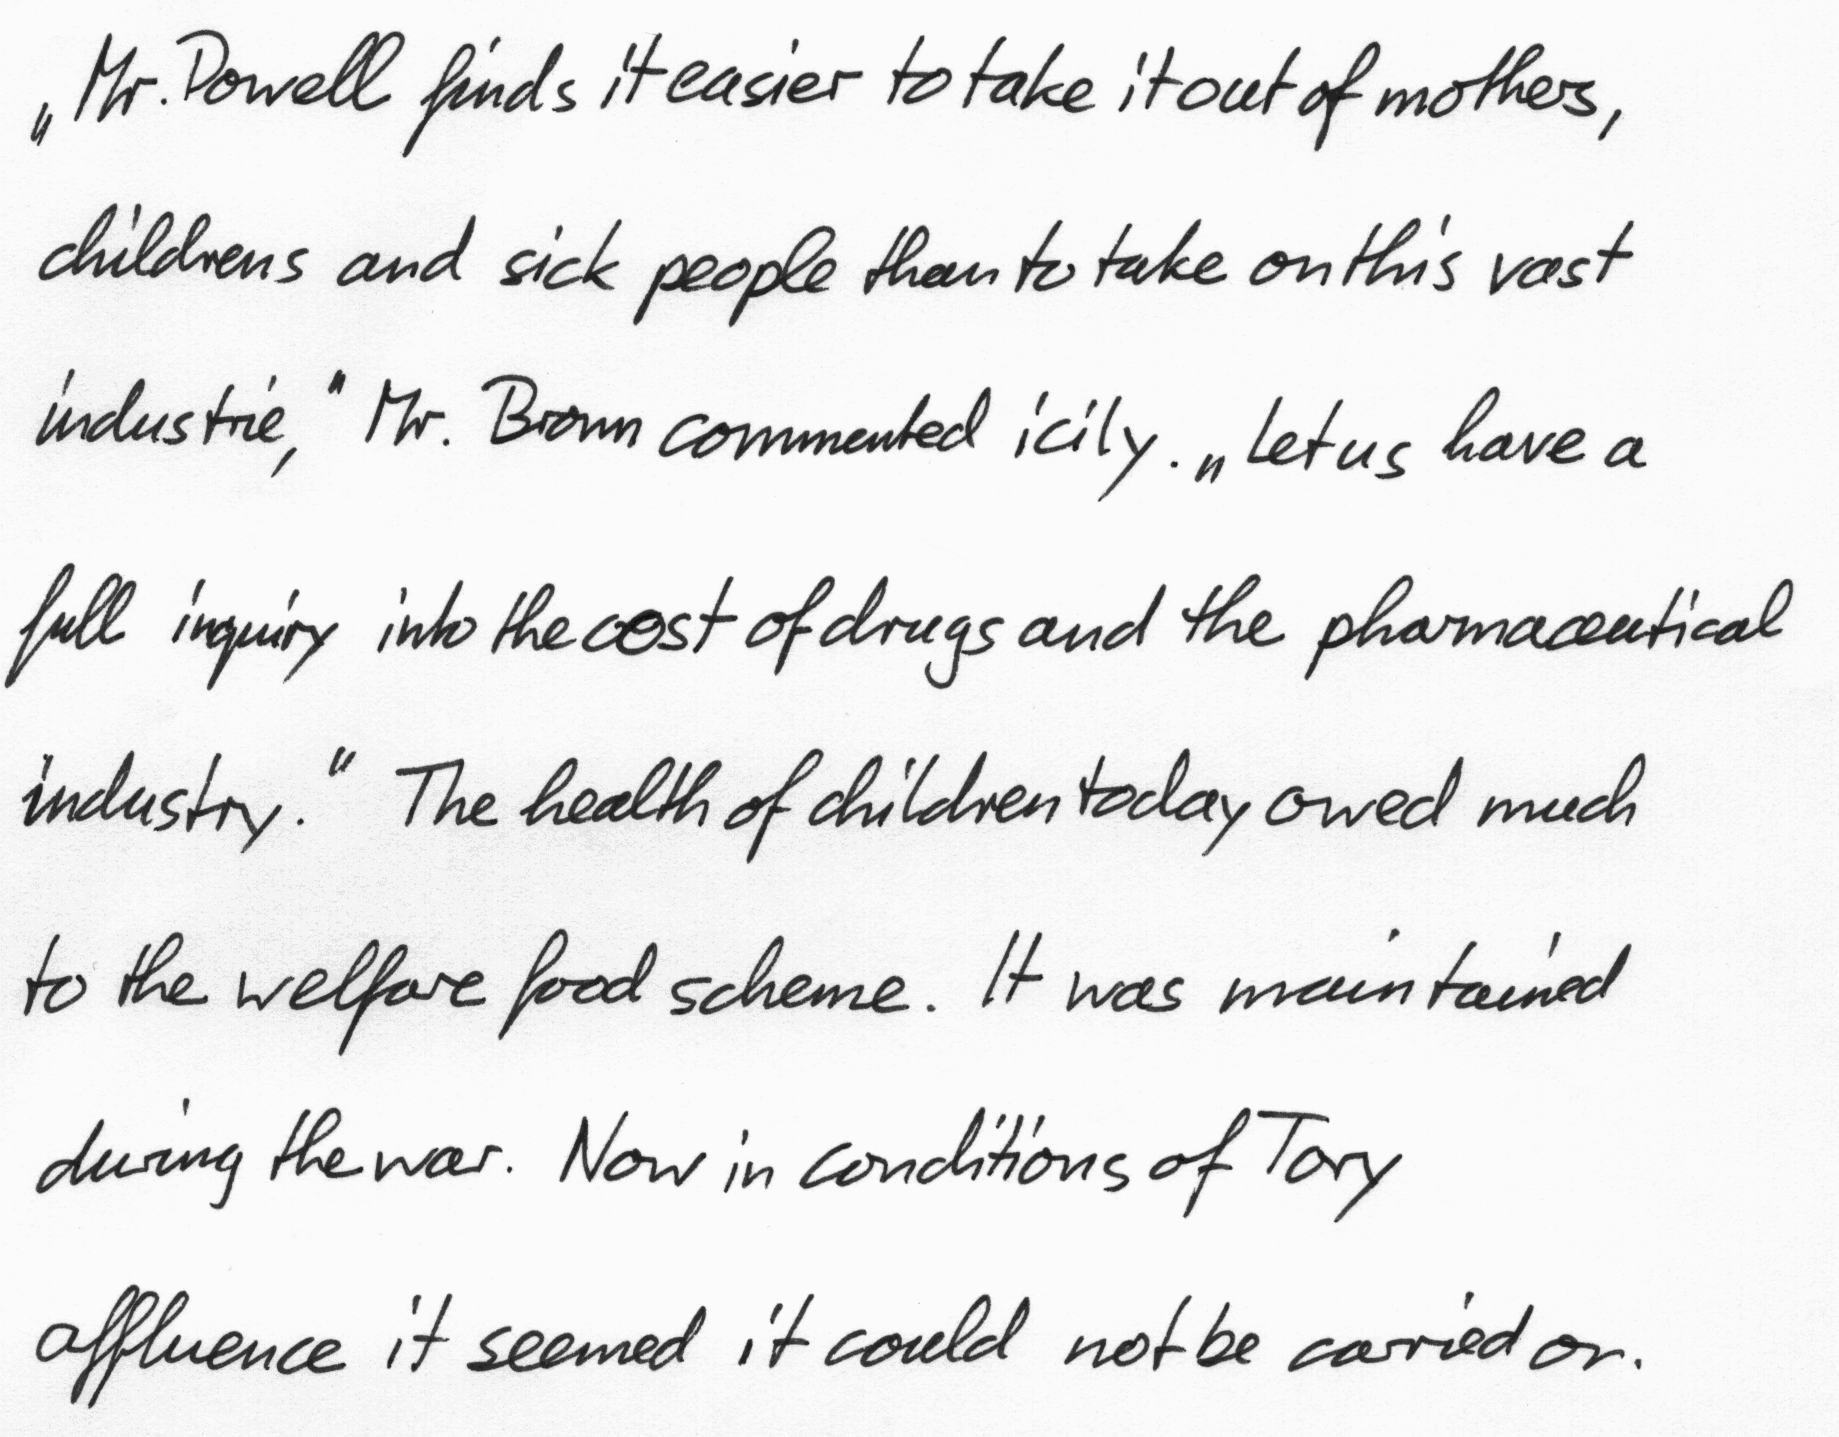 „Mr. Powell finds it easier to take it out of mothers,
childrens and sick people than to take on this vast
industrie,“ Mr. Brown commented icily. „Let us have a
full inquiry into the cost of drugs and the pharmaceutical
industry.“ The health of children today owed much
to the welfare food scheme. It was maintained
during the war. Now in conditions of Tory
affluence it seemed it could not be carried on.